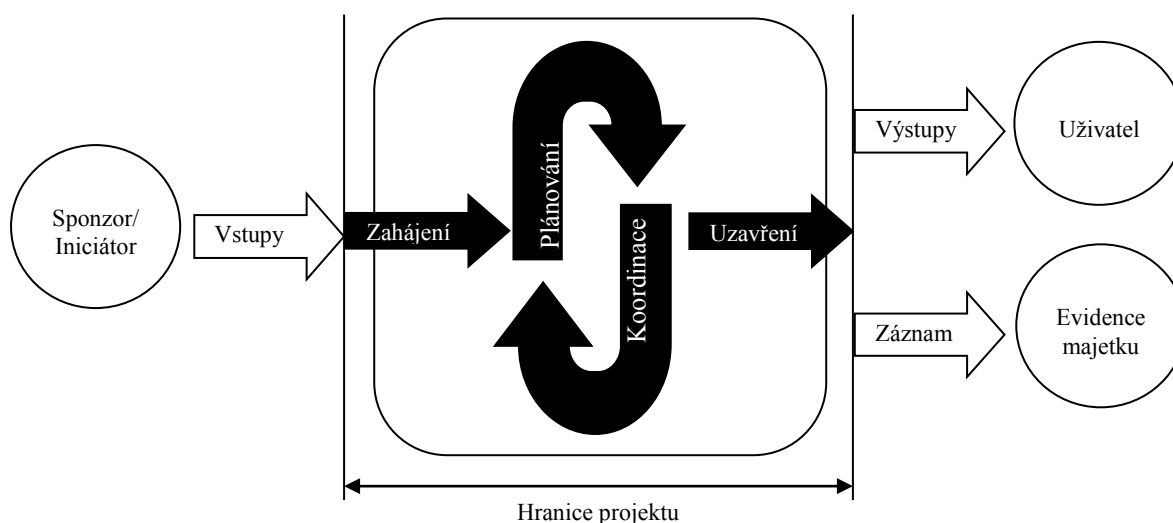 Sponzor/
Iniciátor
Vstupy
Zahájení
Plánování
Koordinace
Uzavření
Výstupy
Uživatel
Záznam
Evidence
majetku
Hranice projektu